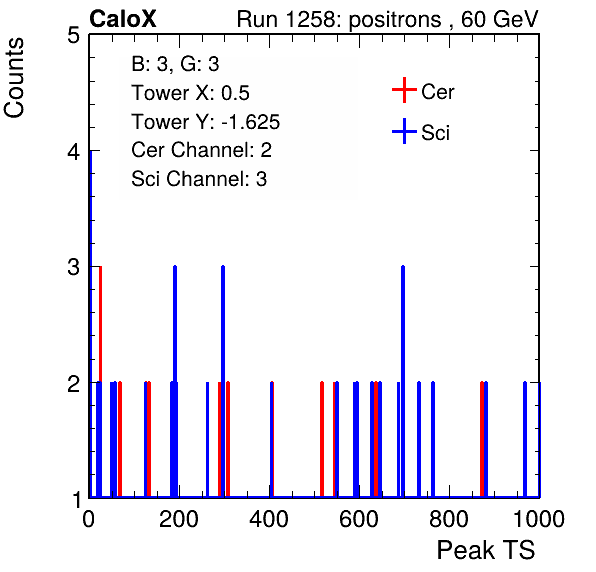 CaloX Run 1258: positrons , 60 GeV
Counts
B: 3, G: 3
Tower X: 0.5
Tower Y: -1.625
Cer Channel: 2
Sci Channel: 3
Cer
Sci
5
4
3
2
1
0 200 400 600 800 1000
Peak TS